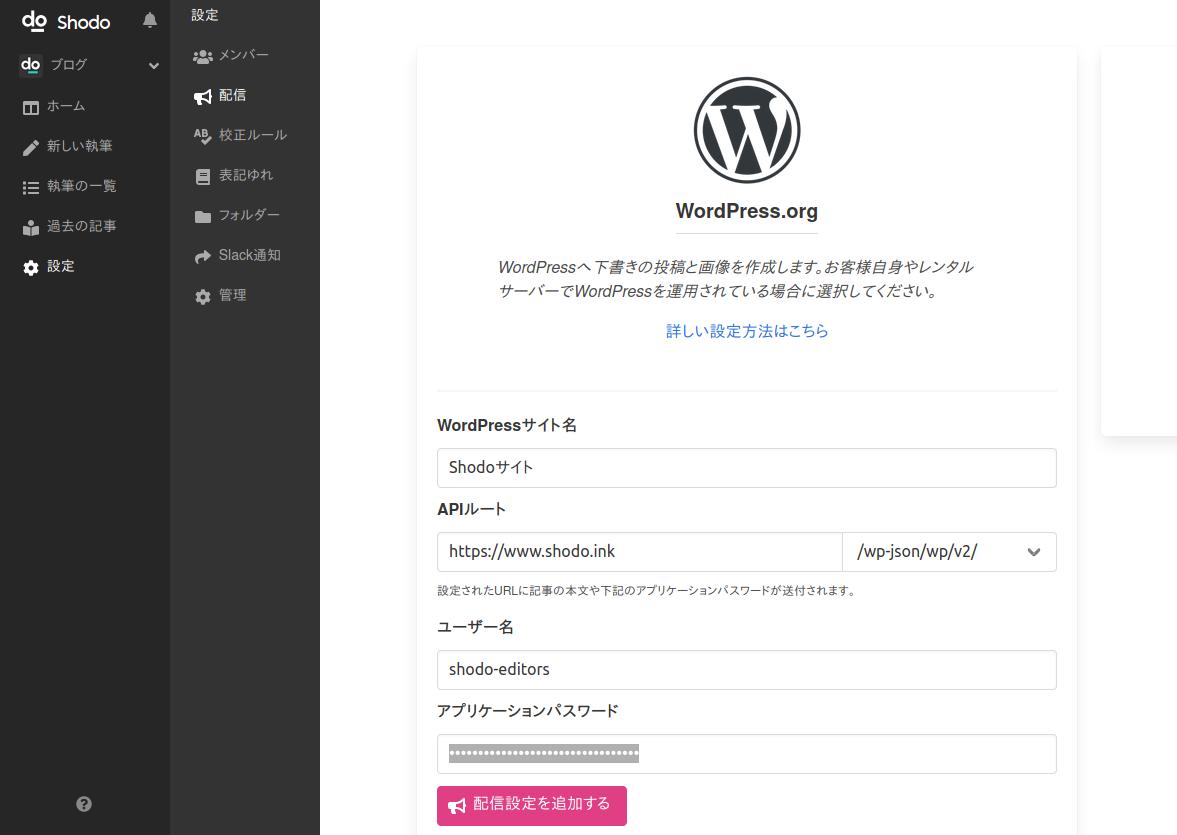 do Shodo
do ブログ
ホーム
新しい執筆
執筆の一覧
過去の記事
設定
設定
メンバー
配信
AB 校正ルール
表記ゆれ
フォルダー
Slack通知
管理
WordPress.org
WordPressへ下書きの投稿と画像を作成します。お客様自身やレンタル
サーバーでWordPressを運用されている場合に選択してください。
詳しい設定方法はこちら
WordPressサイト名
Shodoサイト
APIルート
https://www.shodo.ink /wp-json/wp/v2/
設定されたURLに記事の本文や下記のアプリケーションパスワードが送付されます。
ユーザー名
shodo-editors
アプリケーションパスワード
配信設定を追加する